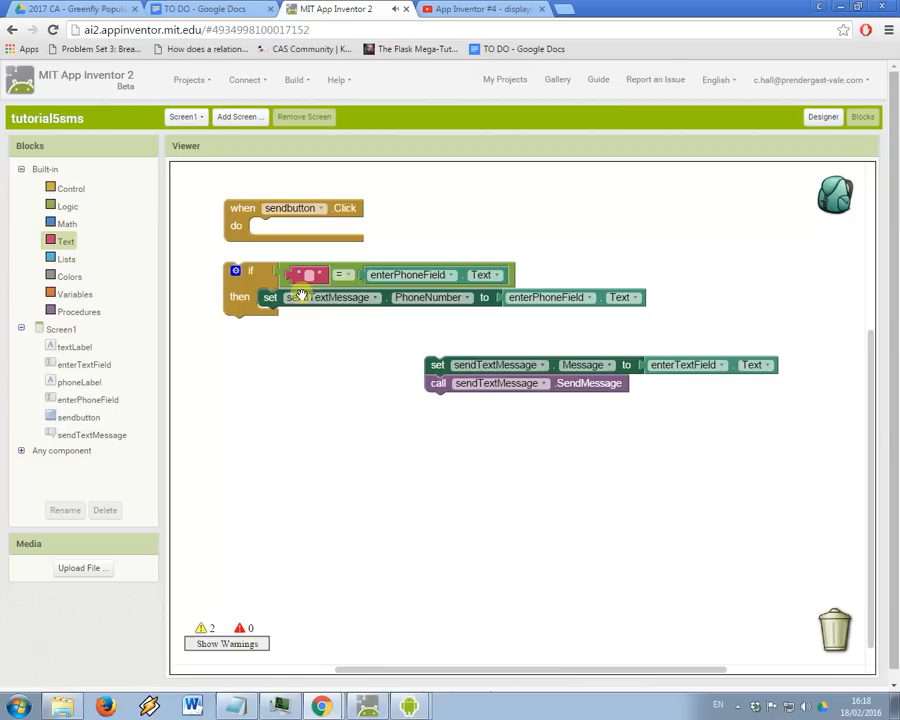 2017 CA - Greenfly Popul
TO DO - Google Docs
MIT App Inventor 2
App Inventor #4 - display
ai2.appinventor.mit.edu/#4934998100017152
Apps
Problem Set 3: Brea...
How does a relation...
CAS Community | K...
The Flask Mega-Tut...
TO DO - Google Docs
MIT App Inventor 2
Beta
Projects
Connect
Build
Help
My Projects
Gallery
Guide
Report an Issue
English
c.hall@prendergast-vale.com
tutorial5sms
Screen1
Add Screen ...
Remove Screen
Designer
Blocks
Blocks
Viewer
Built-in
Control
Logic
Math
Text
Lists
Colors
Variables
Procedures
Screen1
textLabel
enterTextField
phoneLabel
enterPhoneField
sendbutton
sendTextMessage
Any component
Rename
Delete
Media
Upload File ...
when sendbutton .Click
do
if " " = enterPhoneField . Text
then set sendTextMessage . PhoneNumber to enterPhoneField . Text
set sendTextMessage . Message to enterTextField . Text
call sendTextMessage .SendMessage
2 0
Show Warnings
EN
16:18
18/02/2016